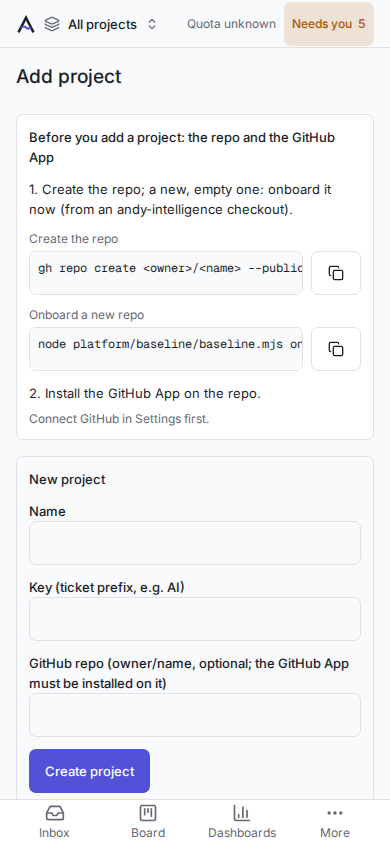 All projects
Quota unknown
Needs you 5
Add project
Before you add a project: the repo and the GitHub
App
1. Create the repo; a new, empty one: onboard it
now (from an andy-intelligence checkout).
Create the repo
gh repo create <owner>/<name> --public
Onboard a new repo
node platform/baseline/baseline.mjs on
2. Install the GitHub App on the repo.
Connect GitHub in Settings first.
New project
Name
Key (ticket prefix, e.g. AI)
GitHub repo (owner/name, optional; the GitHub App
must be installed on it)
Create project
Inbox
Board
Dashboards
More